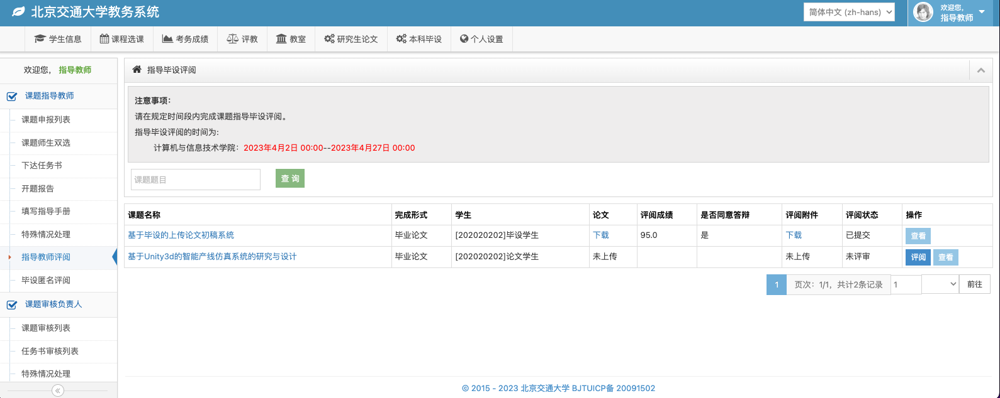 北京交通大学教务系统
简体中文 (zh-hans)
欢迎您,
指导教师
学生信息
课程选课
考务成绩
评教
教室
研究生论文
本科毕设
个人设置
欢迎您, 指导教师
课题指导教师
课题申报列表
课题师生双选
下达任务书
开题报告
填写指导手册
特殊情况处理
指导教师评阅
毕设匿名评阅
课题审核负责人
课题审核列表
任务书审核列表
特殊情况处理
指导毕设评阅
注意事项：
请在规定时间段内完成课题指导毕设评阅。
指导毕设评阅的时间为:
计算机与信息技术学院：2023年4月2日 00:00--2023年4月27日 00:00
课题题目
查 询
课题名称 完成形式 学生 论文 评阅成绩 是否同意答辩 评阅附件 评阅状态 操作
基于毕设的上传论文初稿系统 毕业论文 [202020202]毕设学生 下载 95.0 是 下载 已提交 查看
基于Unity3d的智能产线仿真系统的研究与设计 毕业论文 [202020202]论文学生 未上传 未上传 未评审 评阅 查看
1 页次：1/1，共计2条记录 1 前往
© 2015 - 2023 北京交通大学 BJTUICP备 20091502